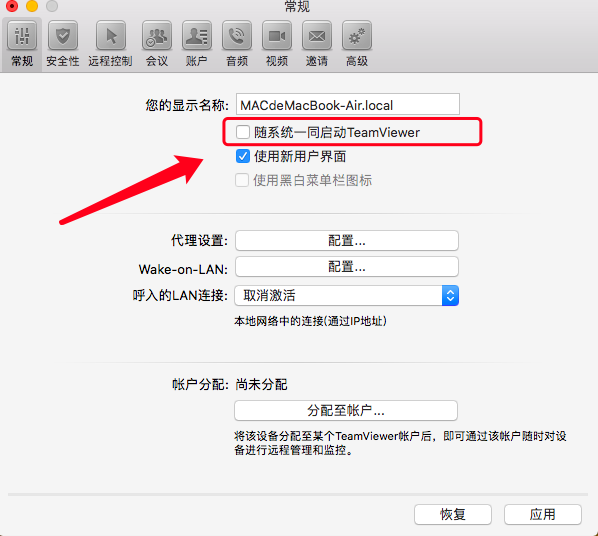 常规
常规 安全性 远程控制 会议 账户 音频 视频 邀请 高级
您的显示名称: MACdeMacBook-Air.local
随系统一同启动TeamViewer
使用新用户界面
使用黑白菜单栏图标
代理设置: 配置...
Wake-on-LAN: 配置...
呼入的LAN连接: 取消激活
本地网络中的连接(通过IP地址)
帐户分配: 尚未分配
分配至帐户...
将该设备分配至某个TeamViewer帐户后，即可通过该帐户随时对设
备进行远程管理和监控。
恢复 应用